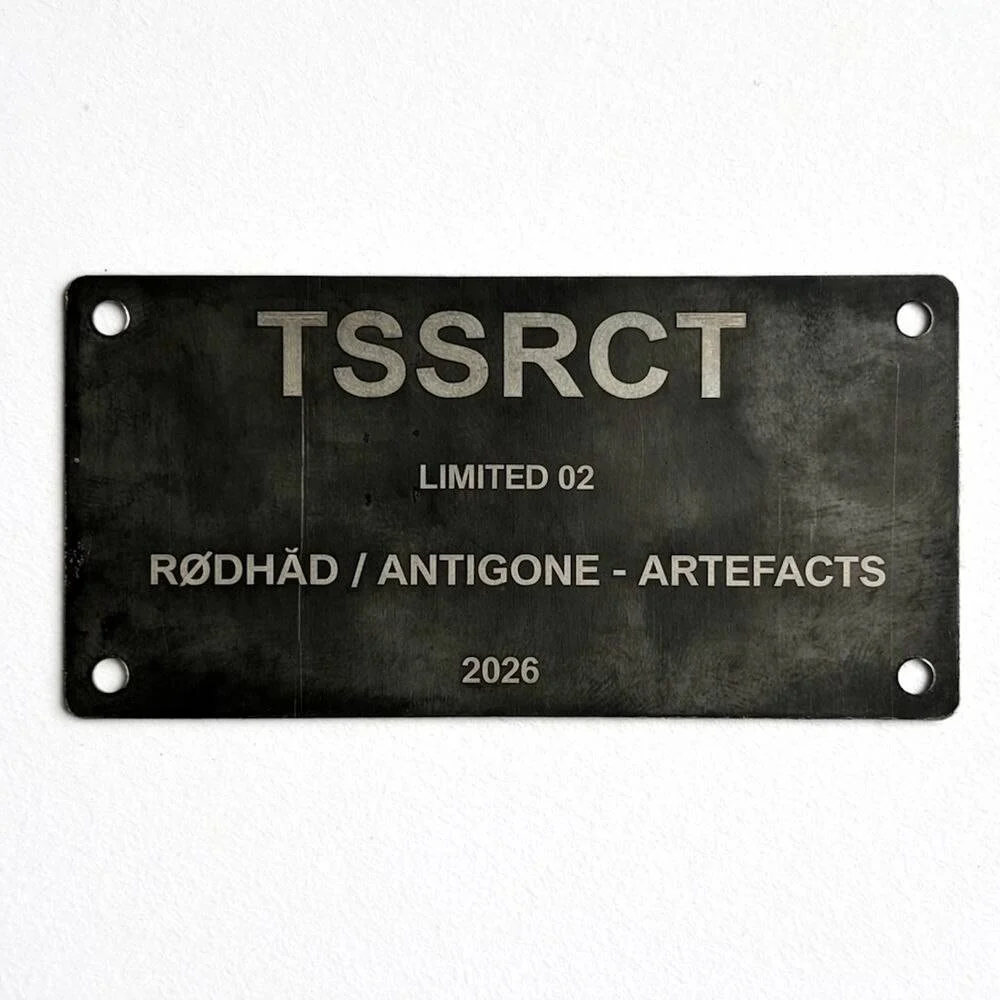 TSSRCT
LIMITED 02
RØDHĂD / ANTIGONE - ARTEFACTS
2026